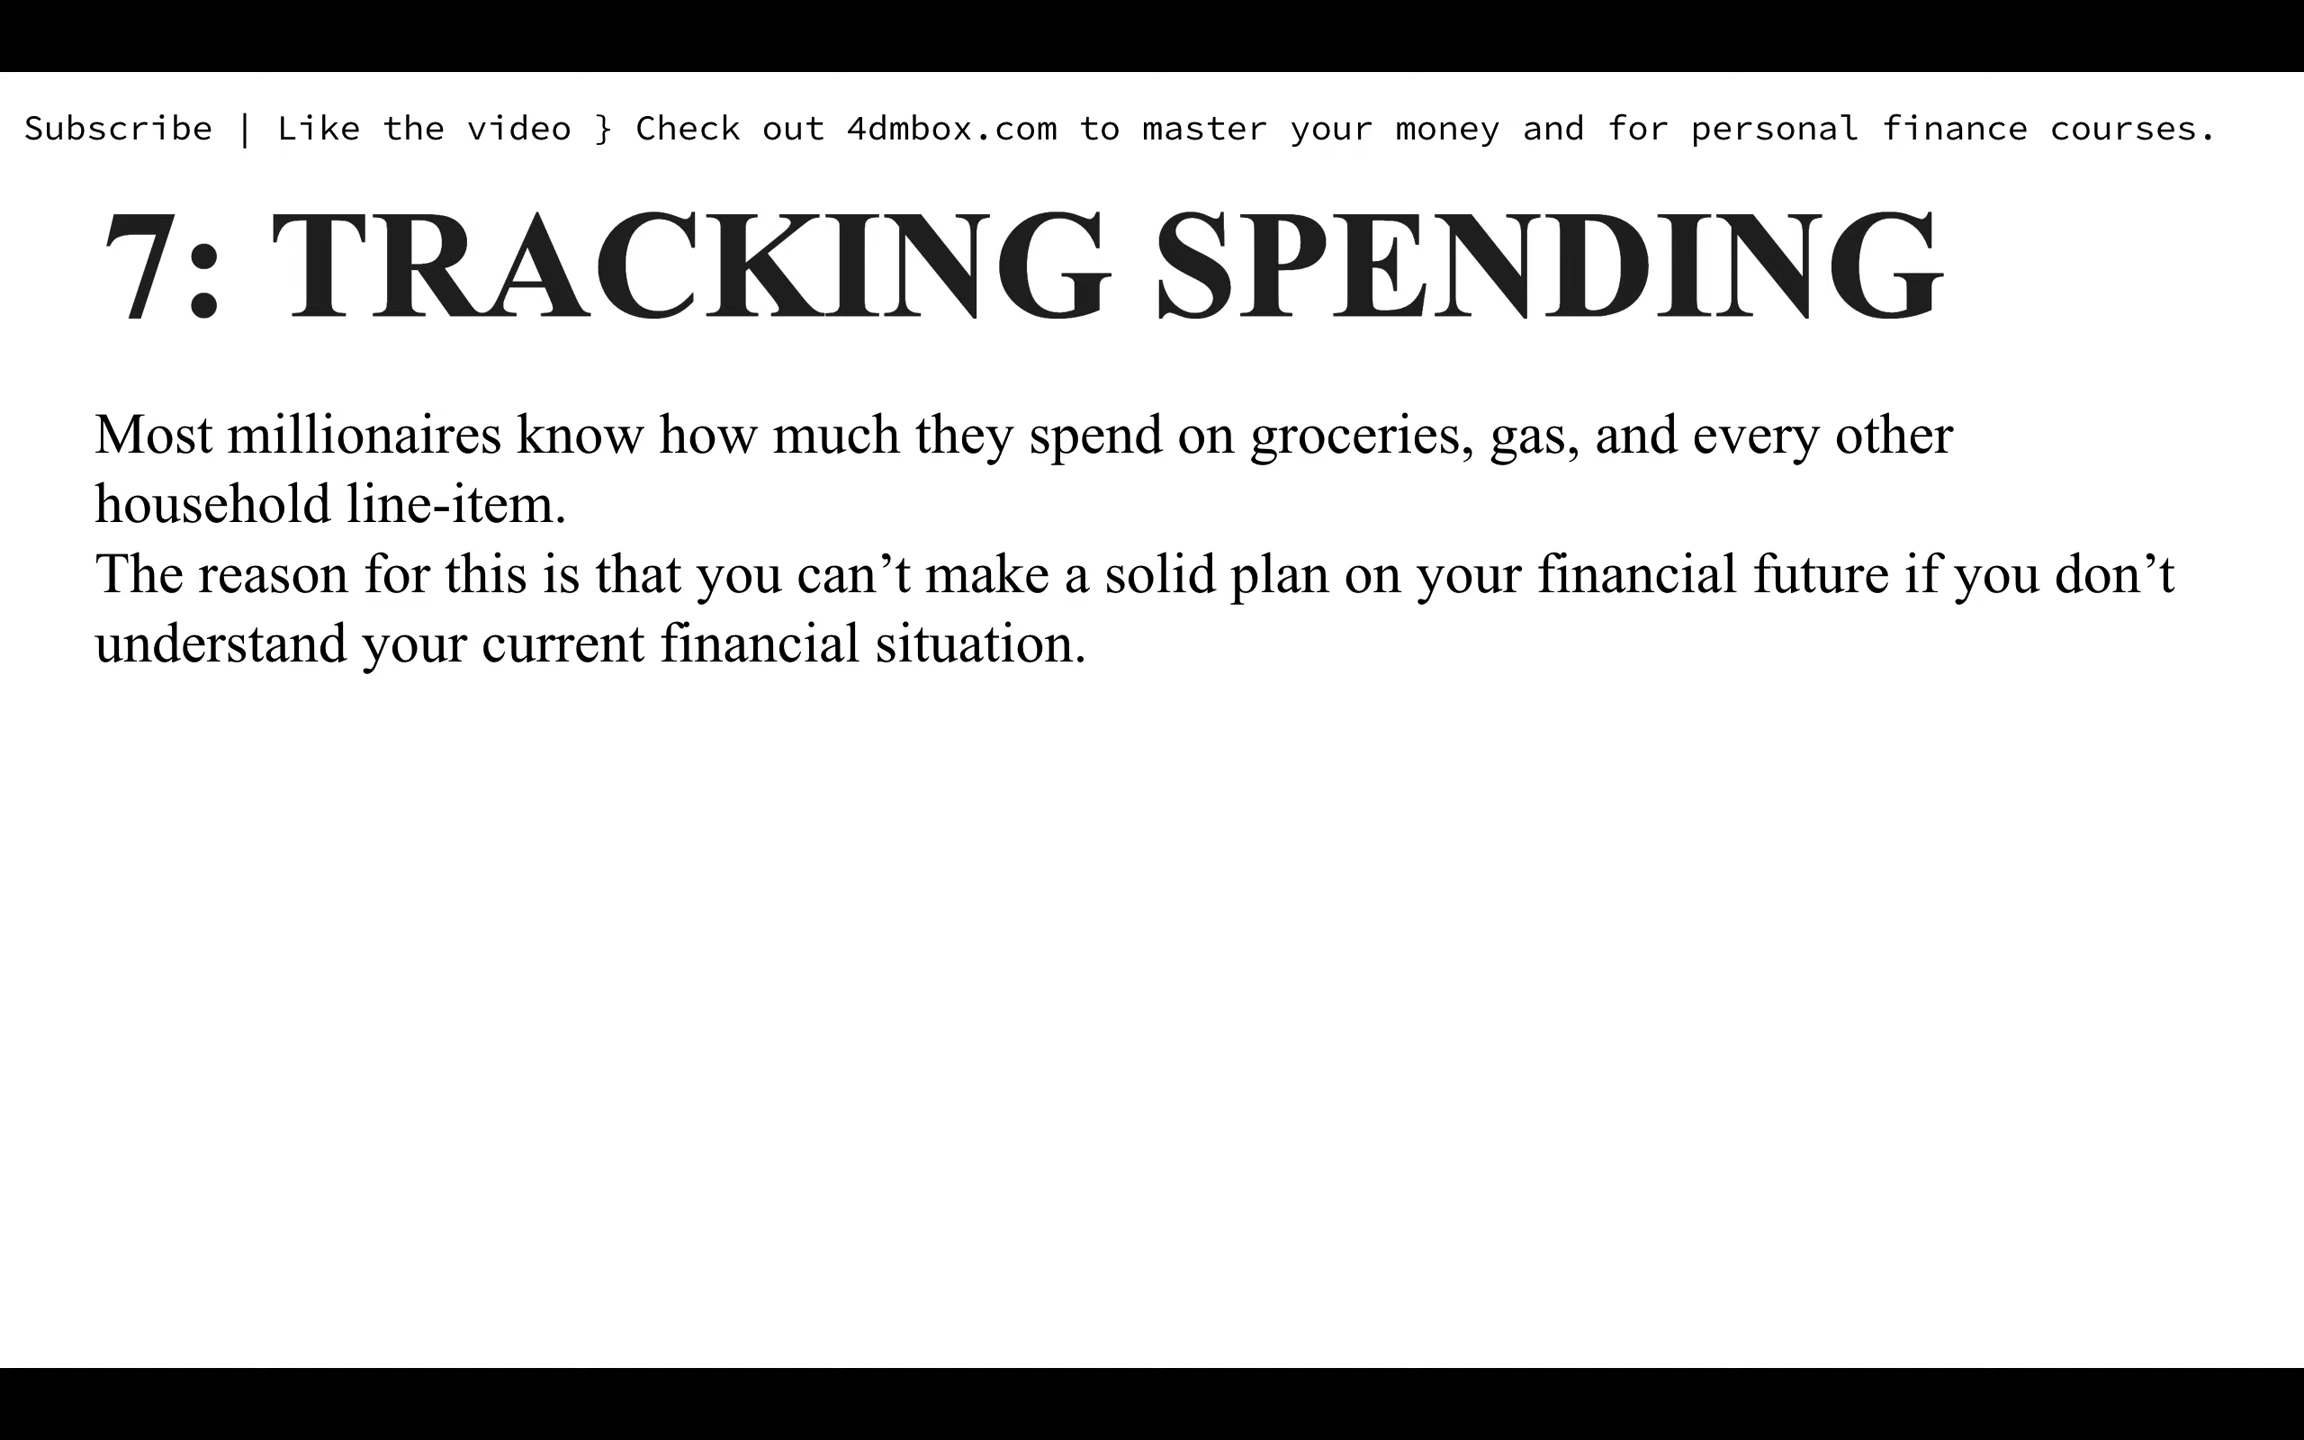 Subscribe | Like the video } Check out 4dmbox.com to master your money and for personal finance courses.
7: TRACKING SPENDING
Most millionaires know how much they spend on groceries, gas, and every other
household line-item.
The reason for this is that you can’t make a solid plan on your financial future if you don’t
understand your current financial situation.